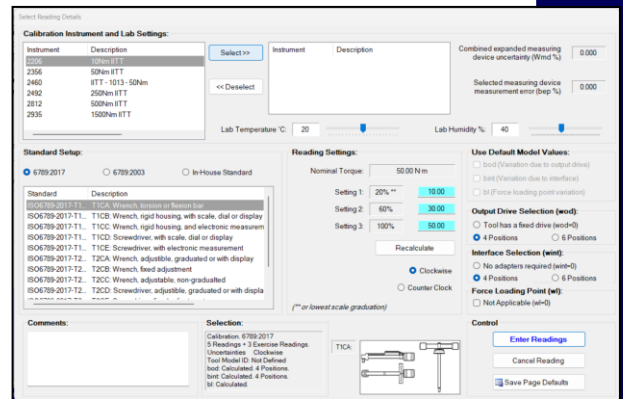 Select Reading Details
Calibration Instrument and Lab Settings:
Instrument Description
2206 10Nm IITT
2356 50Nm IITT
2460 IITT - 1013 - 50Nm
2492 250Nm IITT
2812 500Nm IITT
2935 1500Nm IITT
Select >>
<< Deselect
Instrument Description
Combined expanded measuring device uncertainty (Wmd %) 0.000
Selected measuring device measurement error (bep %) 0.000
Lab Temperature °C: 20
Lab Humidity %: 40
Standard Setup:
6789:2017 6789:2003 In-House Standard
Standard Description
ISO6789-2017-T1... T1CA: Wrench, torsion or flexion bar
ISO6789-2017-T1... T1CB: Wrench, rigid housing, with scale, dial or display
ISO6789-2017-T1... T1CC: Wrench, rigid housing, and electronic measurem
ISO6789-2017-T1... T1CD: Screwdriver, with scale, dial or display
ISO6789-2017-T1... T1CE: Screwdriver, with electronic measurement
ISO6789-2017-T2... T2CA: Wrench, adjustable, graduated or with display
ISO6789-2017-T2... T2CB: Wrench, fixed adjustment
ISO6789-2017-T2... T2CC: Wrench, adjustable, non-graduated
ISO6789-2017-T2... T2CD: Screwdriver, adjustible, graduated or with displa
Reading Settings:
Nominal Torque: 50.00 N·m
Setting 1: 20% ** 10.00
Setting 2: 60% 30.00
Setting 3: 100% 50.00
Recalculate
Clockwise
Counter Clock
(** or lowest scale graduation)
Use Default Model Values:
bod (Variation due to output drive)
bint (Variation due to interface)
bl (Force loading point variation)
Output Drive Selection (wod):
Tool has a fixed drive (wod=0)
4 Positions 6 Positions
Interface Selection (wint):
No adapters required (wint=0)
4 Positions 6 Positions
Force Loading Point (wl):
Not Applicable (wl=0)
Comments:
Selection:
Calibration: 6789:2017
5 Readings + 3 Exercise Readings.
Uncertainties Clockwise
Tool Model ID: Not Defined
bod: Calculated. 4 Positions.
bint: Calculated. 4 Positions.
bl: Calculated.
T1CA:
Control
Enter Readings
Cancel Reading
Save Page Defaults